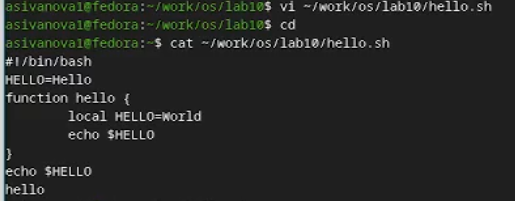 asivanova1@fedora:~/work/os/lab10$ vi ~/work/os/lab10/hello.sh
asivanova1@fedora:~/work/os/lab10$ cd
asivanova1@fedora:~$ cat ~/work/os/lab10/hello.sh
#!/bin/bash
HELLO=Hello
function hello {
        local HELLO=World
        echo $HELLO
}
echo $HELLO
hello